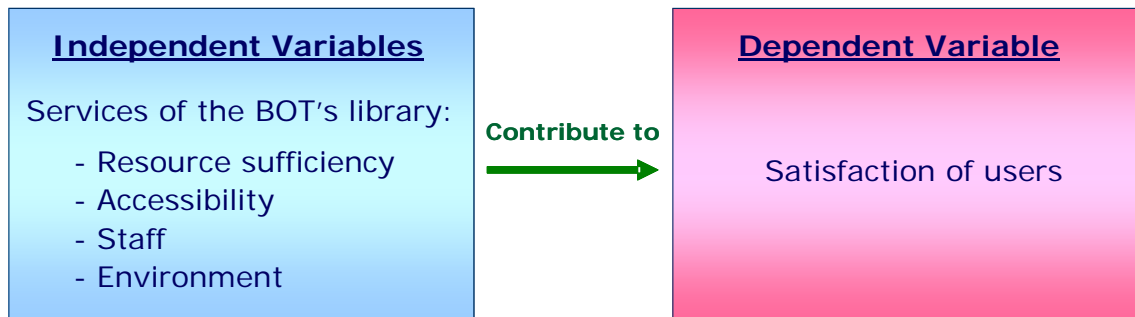 Independent Variables
Services of the BOT's library:
- Resource sufficiency
- Accessibility
- Staff
- Environment
Contribute to
Dependent Variable
Satisfaction of users